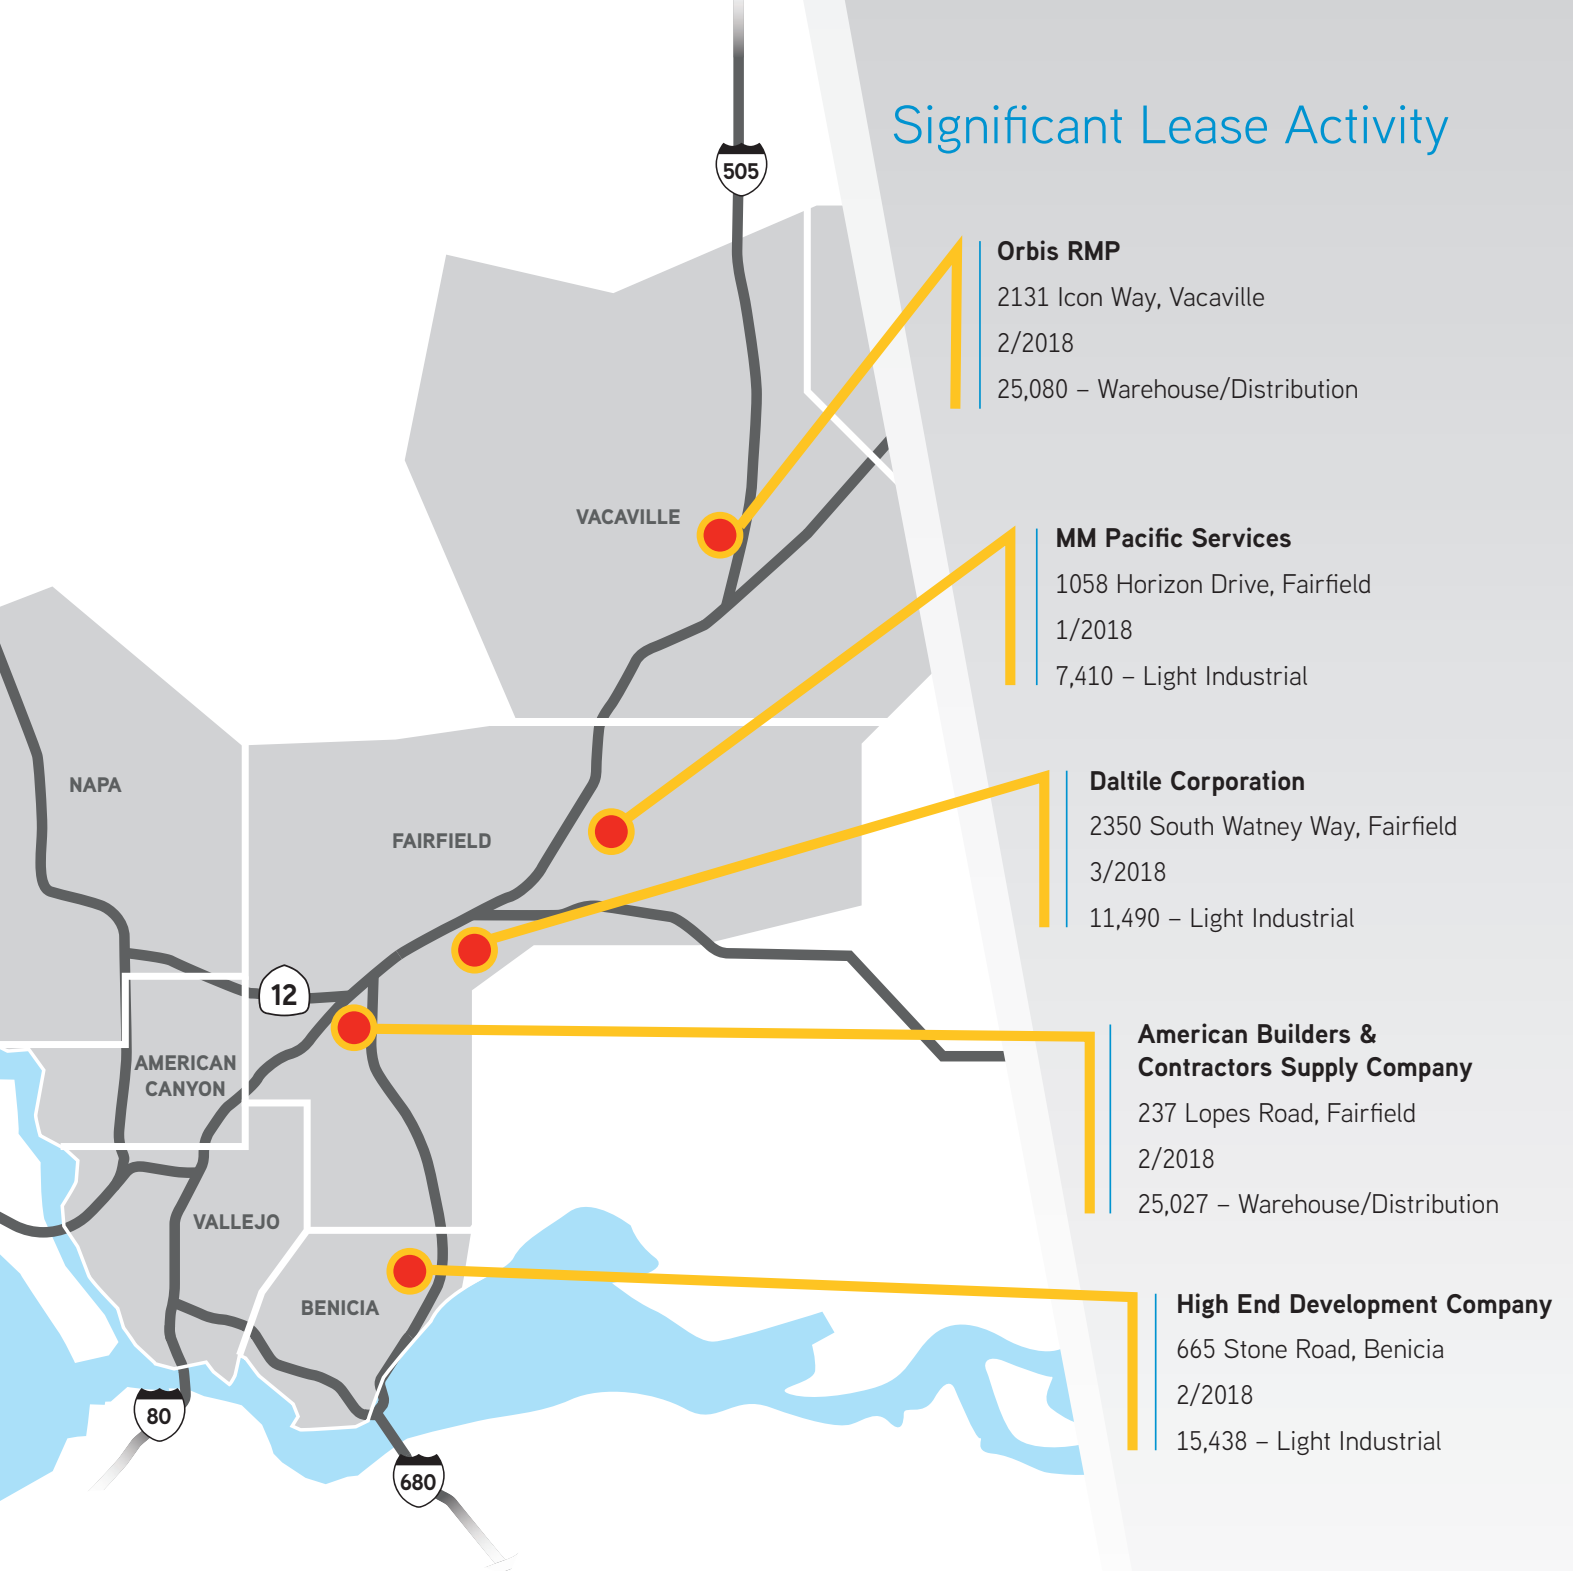 Significant Lease Activity
505
Orbis RMP
2131 Icon Way, Vacaville
2/2018
25,080 – Warehouse/Distribution
VACAVILLE
MM Pacific Services
1058 Horizon Drive, Fairfield
1/2018
7,410 – Light Industrial
NAPA
FAIRFIELD
Daltile Corporation
2350 South Watney Way, Fairfield
3/2018
11,490 – Light Industrial
12
AMERICAN
CANYON
American Builders &
Contractors Supply Company
237 Lopes Road, Fairfield
2/2018
25,027 – Warehouse/Distribution
VALLEJO
BENICIA
High End Development Company
665 Stone Road, Benicia
2/2018
15,438 – Light Industrial
80
680